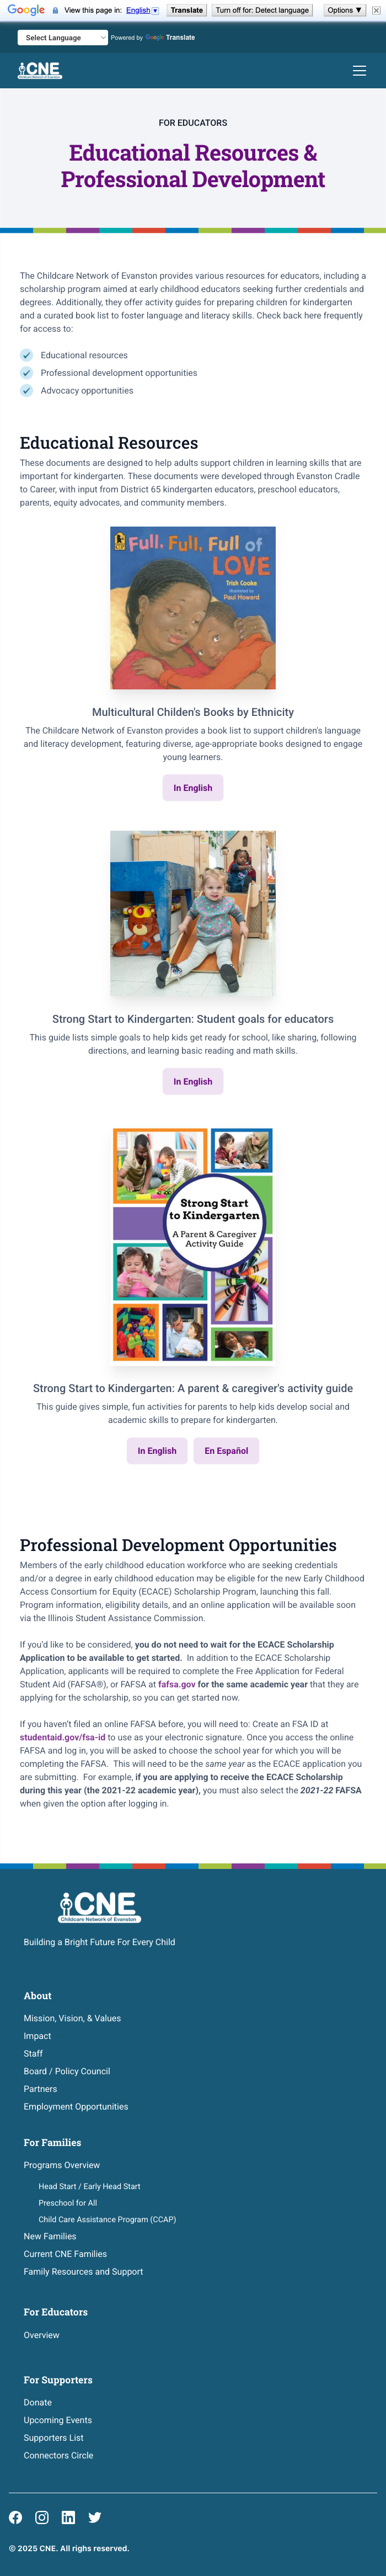 Google View this page in: English Translate Turn off for: Detect language Options ▼
Select Language Powered by Google Translate
CNE
Childcare Network of Evanston
FOR EDUCATORS
Educational Resources &
Professional Development
The Childcare Network of Evanston provides various resources for educators, including a
scholarship program aimed at early childhood educators seeking further credentials and
degrees. Additionally, they offer activity guides for preparing children for kindergarten
and a curated book list to foster language and literacy skills. Check back here frequently
for access to:
Educational resources
Professional development opportunities
Advocacy opportunities
Educational Resources
These documents are designed to help adults support children in learning skills that are
important for kindergarten. These documents were developed through Evanston Cradle
to Career, with input from District 65 kindergarten educators, preschool educators,
parents, equity advocates, and community members.
Full, Full, Full of
LOVE
Trish Cooke
illustrated by
Paul Howard
Multicultural Childen's Books by Ethnicity
The Childcare Network of Evanston provides a book list to support children's language
and literacy development, featuring diverse, age-appropriate books designed to engage
young learners.
In English
Strong Start to Kindergarten: Student goals for educators
This guide lists simple goals to help kids get ready for school, like sharing, following
directions, and learning basic reading and math skills.
In English
Strong Start
to Kindergarten
A Parent & Caregiver
Activity Guide
Strong Start to Kindergarten: A parent & caregiver's activity guide
This guide gives simple, fun activities for parents to help kids develop social and
academic skills to prepare for kindergarten.
In English En Español
Professional Development Opportunities
Members of the early childhood education workforce who are seeking credentials
and/or a degree in early childhood education may be eligible for the new Early Childhood
Access Consortium for Equity (ECACE) Scholarship Program, launching this fall.
Program information, eligibility details, and an online application will be available soon
via the Illinois Student Assistance Commission.
If you'd like to be considered, you do not need to wait for the ECACE Scholarship
Application to be available to get started. In addition to the ECACE Scholarship
Application, applicants will be required to complete the Free Application for Federal
Student Aid (FAFSA®), or FAFSA at fafsa.gov for the same academic year that they are
applying for the scholarship, so you can get started now.
If you haven't filed an online FAFSA before, you will need to: Create an FSA ID at
studentaid.gov/fsa-id to use as your electronic signature. Once you access the online
FAFSA and log in, you will be asked to choose the school year for which you will be
completing the FAFSA. This will need to be the same year as the ECACE application you
are submitting. For example, if you are applying to receive the ECACE Scholarship
during this year (the 2021-22 academic year), you must also select the 2021-22 FAFSA
when given the option after logging in.
CNE
Childcare Network of Evanston
Building a Bright Future For Every Child
About
Mission, Vision, & Values
Impact
Staff
Board / Policy Council
Partners
Employment Opportunities
For Families
Programs Overview
Head Start / Early Head Start
Preschool for All
Child Care Assistance Program (CCAP)
New Families
Current CNE Families
Family Resources and Support
For Educators
Overview
For Supporters
Donate
Upcoming Events
Supporters List
Connectors Circle
© 2025 CNE. All righs reserved.